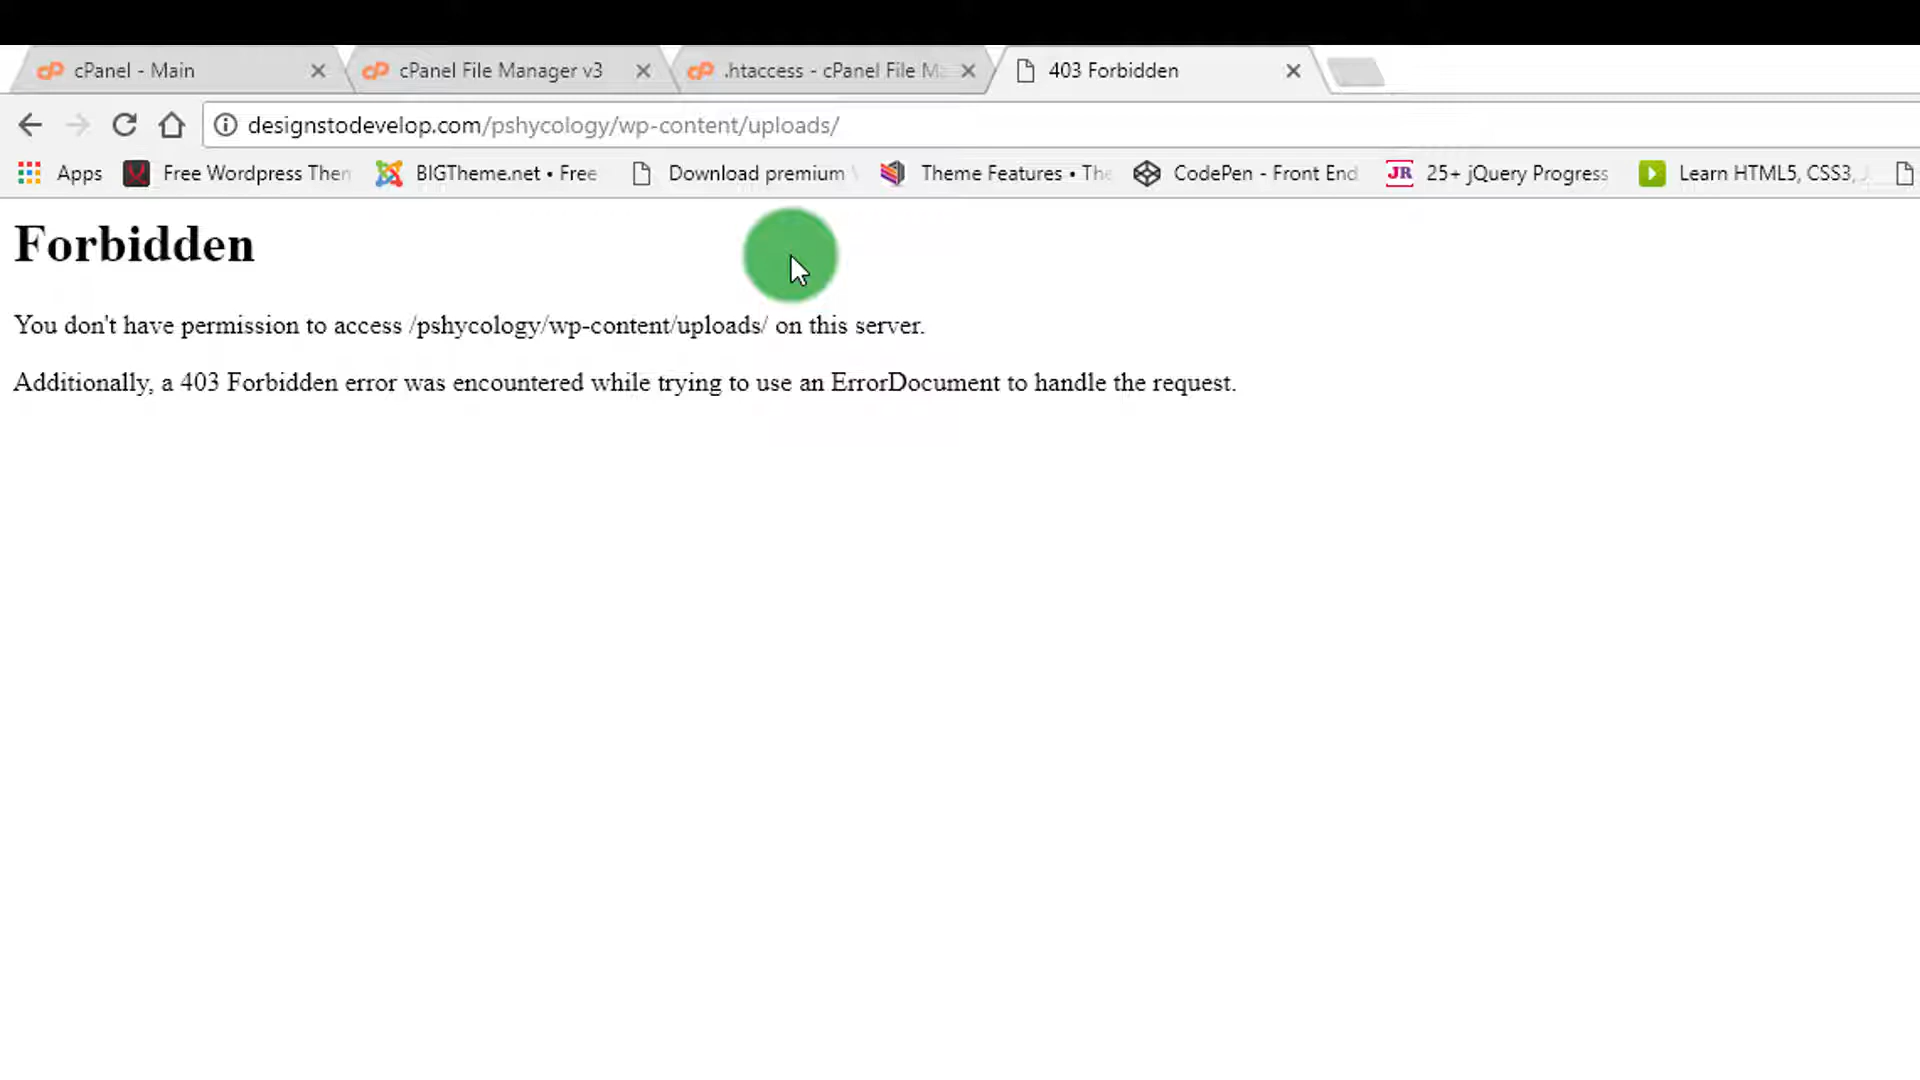 cPanel - Main
cPanel File Manager v3
.htaccess - cPanel File M
403 Forbidden
designstodevelop.com/pshycology/wp-content/uploads/
Apps
Free Wordpress Then
BIGTheme.net • Free
Download premium
Theme Features • The
CodePen - Front End
JR
25+ jQuery Progress
Learn HTML5, CSS3,
Forbidden
You don't have permission to access /pshycology/wp-content/uploads/ on this server.
Additionally, a 403 Forbidden error was encountered while trying to use an ErrorDocument to handle the request.